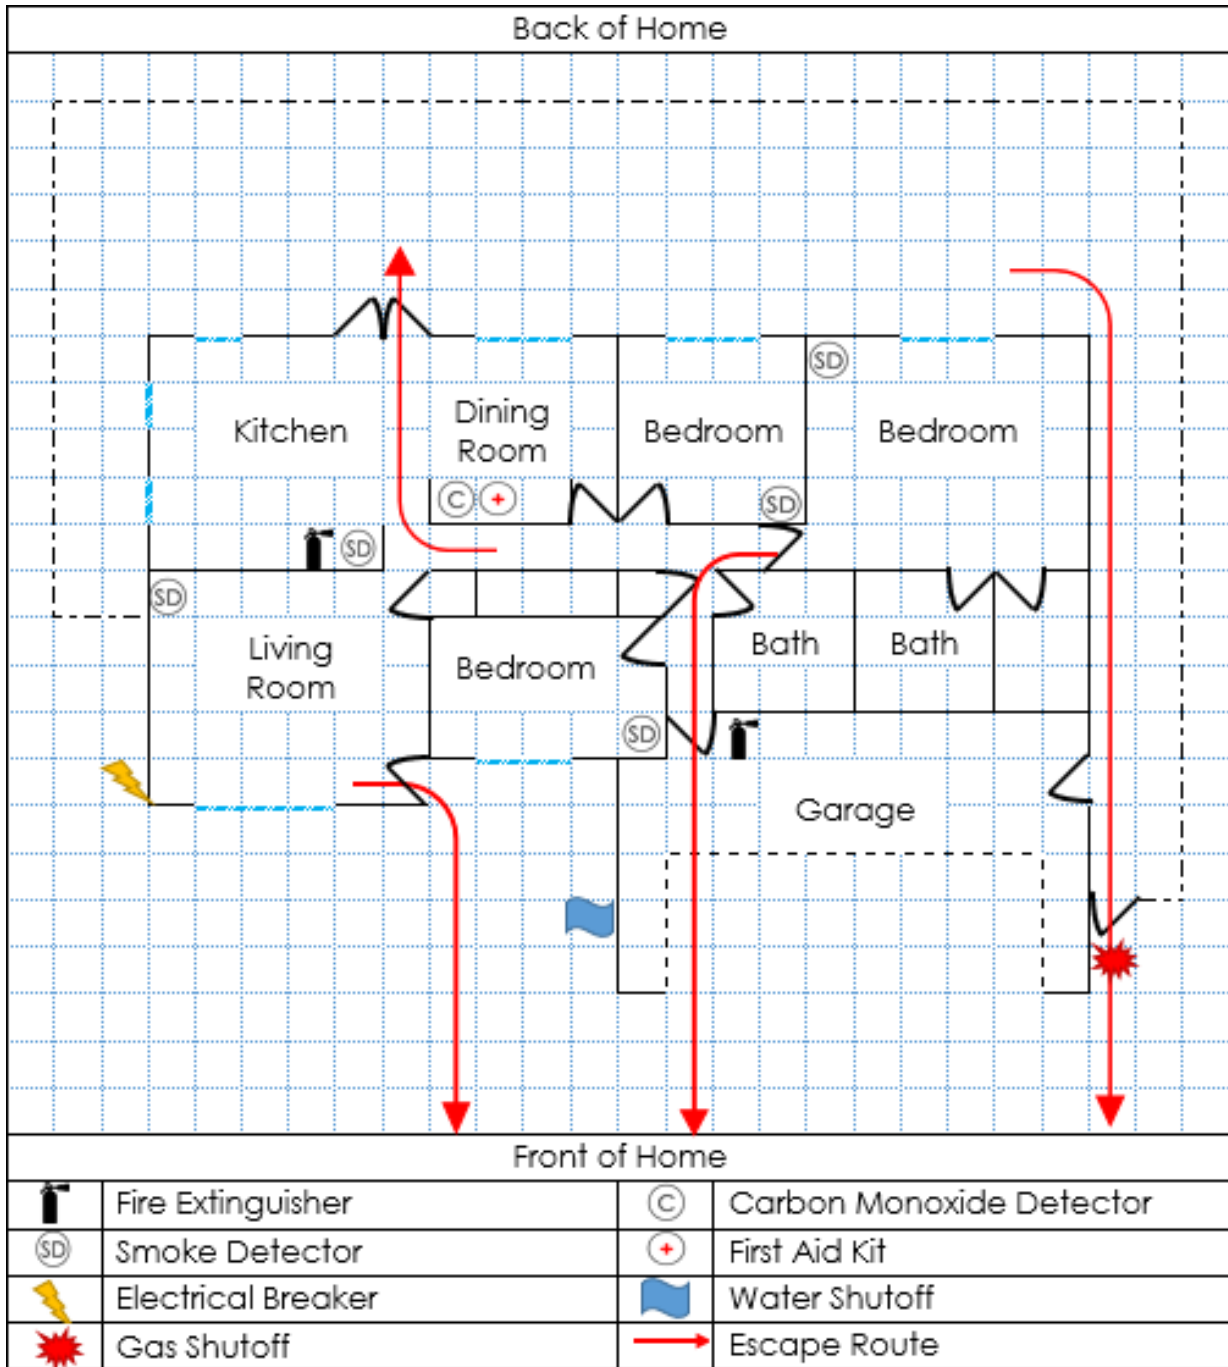 Back of Home
Kitchen
Dining
Room
Bedroom
Bedroom
SD
C
SD
SD
SD
Living
Room
Bedroom
Bath
Bath
SD
Garage
Front of Home
Fire Extinguisher
C
Carbon Monoxide Detector
SD
Smoke Detector
First Aid Kit
Electrical Breaker
Water Shutoff
Gas Shutoff
Escape Route